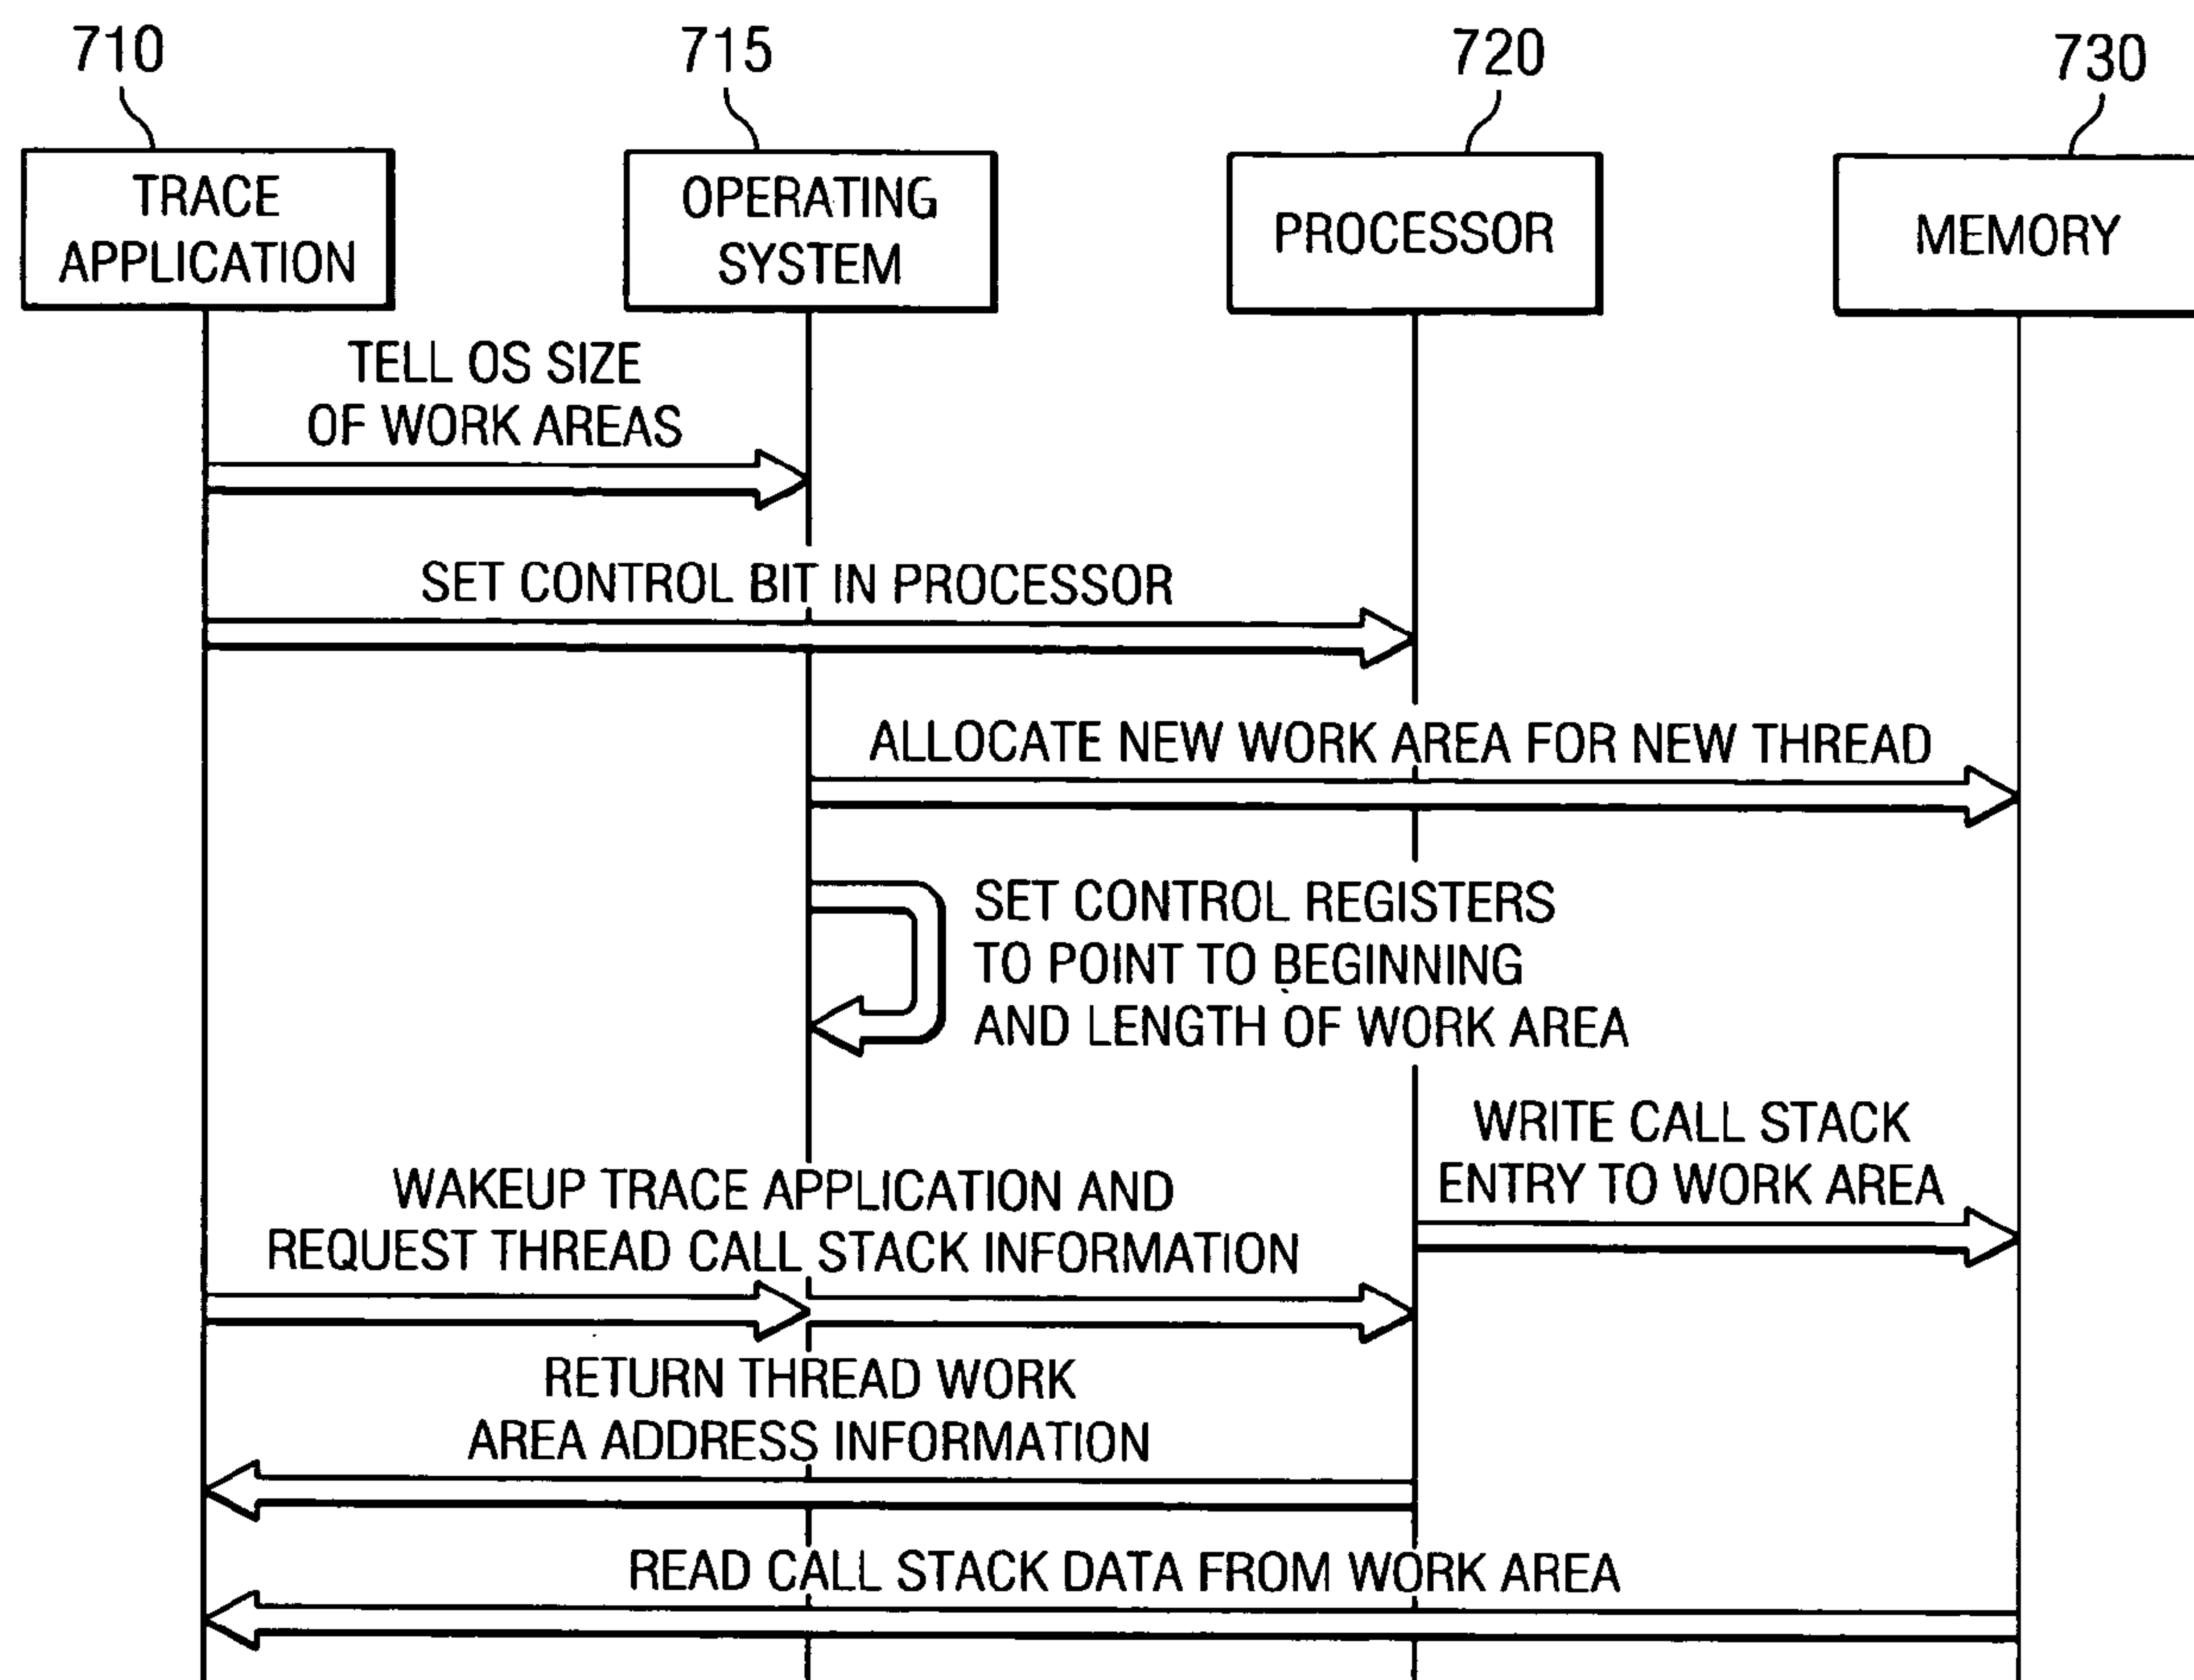 710
715
720
730
TRACE
APPLICATION
OPERATING
SYSTEM
PROCESSOR
MEMORY
TELL OS SIZE
OF WORK AREAS
SET CONTROL BIT IN PROCESSOR
ALLOCATE NEW WORK AREA FOR NEW THREAD
SET CONTROL REGISTERS
TO POINT TO BEGINNING
AND LENGTH OF WORK AREA
WRITE CALL STACK
ENTRY TO WORK AREA
WAKEUP TRACE APPLICATION AND
REQUEST THREAD CALL STACK INFORMATION
RETURN THREAD WORK
AREA ADDRESS INFORMATION
READ CALL STACK DATA FROM WORK AREA